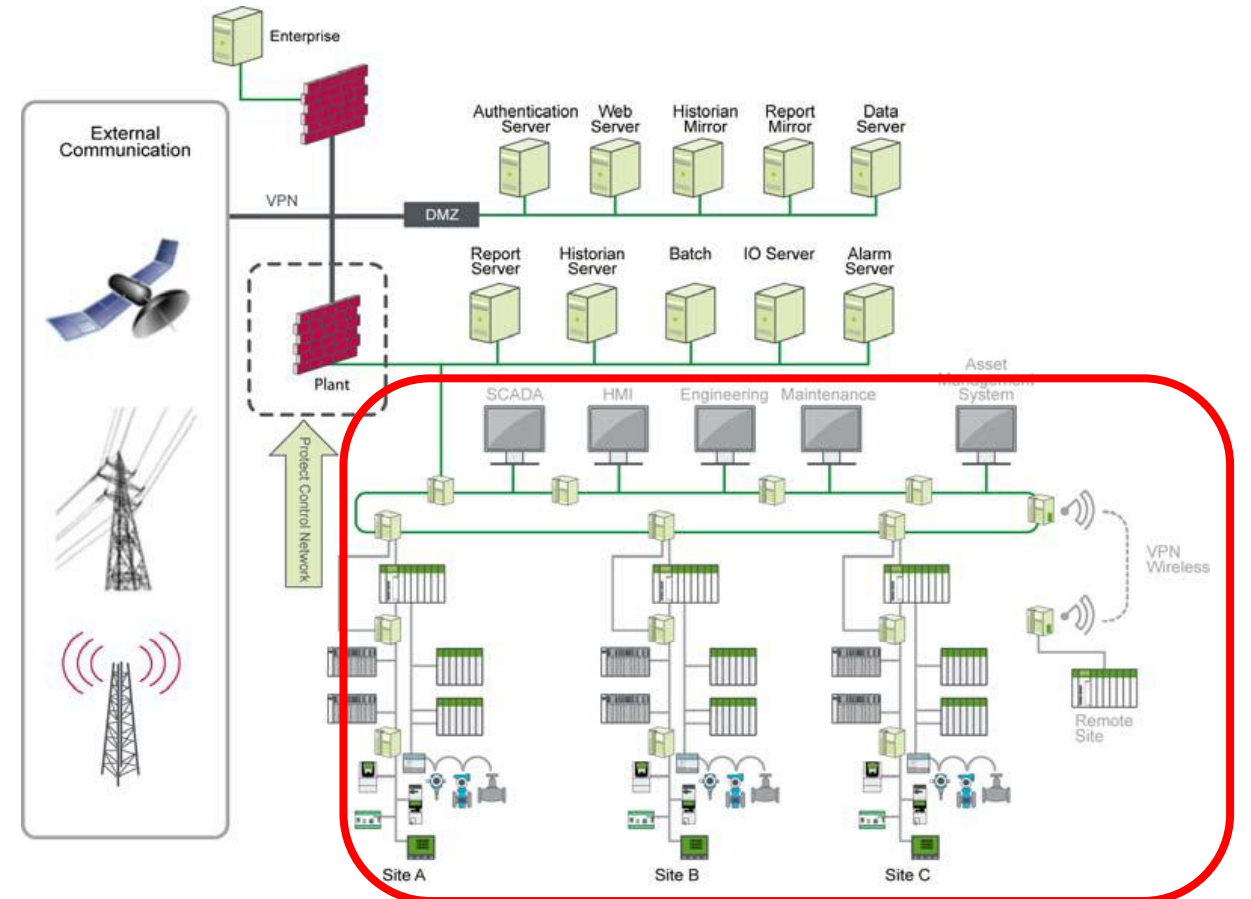 Enterprise
External
Communication
VPN
DMZ
Authentication
Server
Web
Server
Historian
Mirror
Report
Mirror
Data
Server
Report
Server
Historian
Server
Batch
IO Server
Alarm
Server
Plant
Protect Control Network
SCADA
HMI
Engineering
Maintenance
Asset
Management
System
VPN
Wireless
Remote
Site
Site A
Site B
Site C